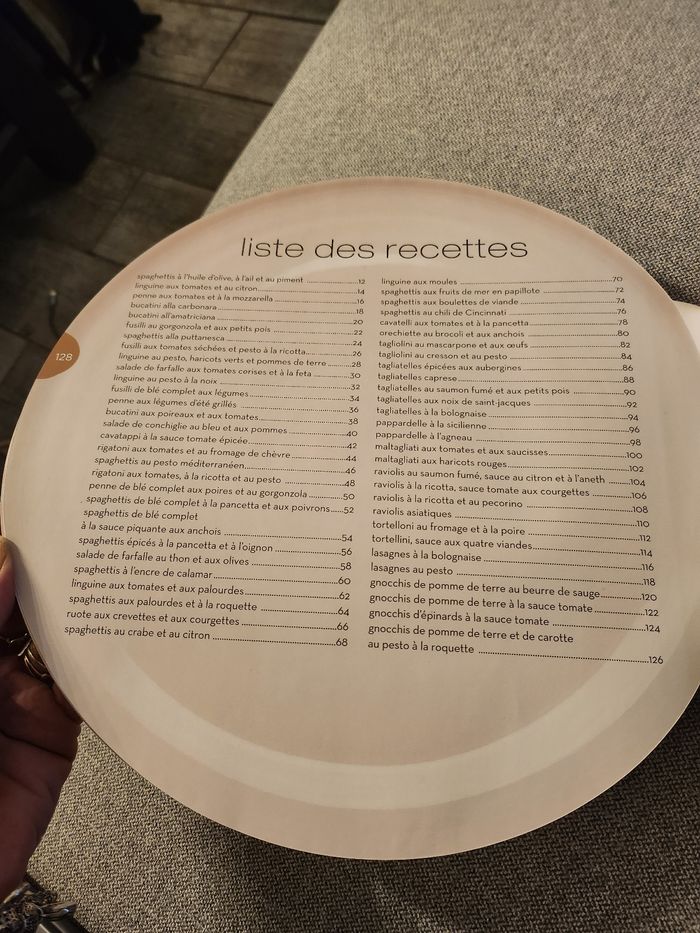 liste des recettes
spaghettis à l'huile d'olive, à l'ail et au piment ........12
linguine aux tomates et au citron........14
penne aux tomates et à la mozzarella........16
bucatini alla carbonara........18
bucatini all'amatriciana........20
fusilli au gorgonzola et aux petits pois ........22
spaghettis alla puttanesca........24
fusilli aux tomates séchées et pesto à la ricotta........26
linguine au pesto, haricots verts et pommes de terre........28
salade de farfalle aux tomates cerises et à la feta ........30
linguine au pesto à la noix ........32
fusilli de blé complet aux légumes........34
penne aux légumes d'été grillés ........36
bucatini aux poireaux et aux tomates........38
salade de conchiglie au bleu et aux pommes ........40
cavatappi à la sauce tomate épicée........42
rigatoni aux tomates et au fromage de chèvre........44
spaghettis au pesto méditerranéen........46
rigatoni aux tomates, à la ricotta et au pesto ........48
penne de blé complet aux poires et au gorgonzola........50
spaghettis de blé complet à la pancetta et aux poivrons........52
spaghettis de blé complet
à la sauce piquante aux anchois ........54
spaghettis épicés à la pancetta et à l'oignon ........56
salade de farfalle au thon et aux olives ........58
spaghettis à l'encre de calamar........60
linguine aux tomates et aux palourdes........62
spaghettis aux palourdes et à la roquette ........64
ruote aux crevettes et aux courgettes ........66
spaghettis au crabe et au citron ........68
linguine aux moules ........70
spaghettis aux fruits de mer en papillote ........72
spaghettis aux boulettes de viande........74
spaghettis au chili de Cincinnati ........76
cavatelli aux tomates et à la pancetta........78
orechiette au brocoli et aux anchois ........80
tagliolini au mascarpone et aux œufs........82
tagliolini au cresson et au pesto ........84
tagliatelles épicées aux aubergines ........86
tagliatelles caprese........88
tagliatelles au saumon fumé et aux petits pois ........90
tagliatelles aux noix de saint-jacques ........92
tagliatelles à la bolognaise ........94
pappardelle à la sicilienne ........96
pappardelle à l'agneau ........98
maltagliati aux tomates et aux saucisses........100
maltagliati aux haricots rouges........102
raviolis au saumon fumé, sauce au citron et à l'aneth ........104
raviolis à la ricotta, sauce tomate aux courgettes ........106
raviolis à la ricotta et au pecorino ........108
raviolis asiatiques ........110
tortelloni au fromage et à la poire ........112
tortellini, sauce aux quatre viandes........114
lasagnes à la bolognaise ........116
lasagnes au pesto ........118
gnocchis de pomme de terre au beurre de sauge........120
gnocchis de pomme de terre à la sauce tomate........122
gnocchis d'épinards à la sauce tomate ........124
gnocchis de pomme de terre et de carotte
au pesto à la roquette ........126
128